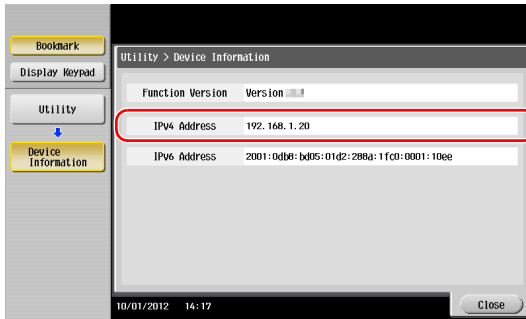 Bookmark
Display Keypad
Utility
Device
Information
Utility > Device Information
Function Version Version
IPv4 Address 192.168.1.20
IPv6 Address 2001:0db8:bd05:01d2:288a:1fc0:0001:10ee
10/01/2012 14:17
Close